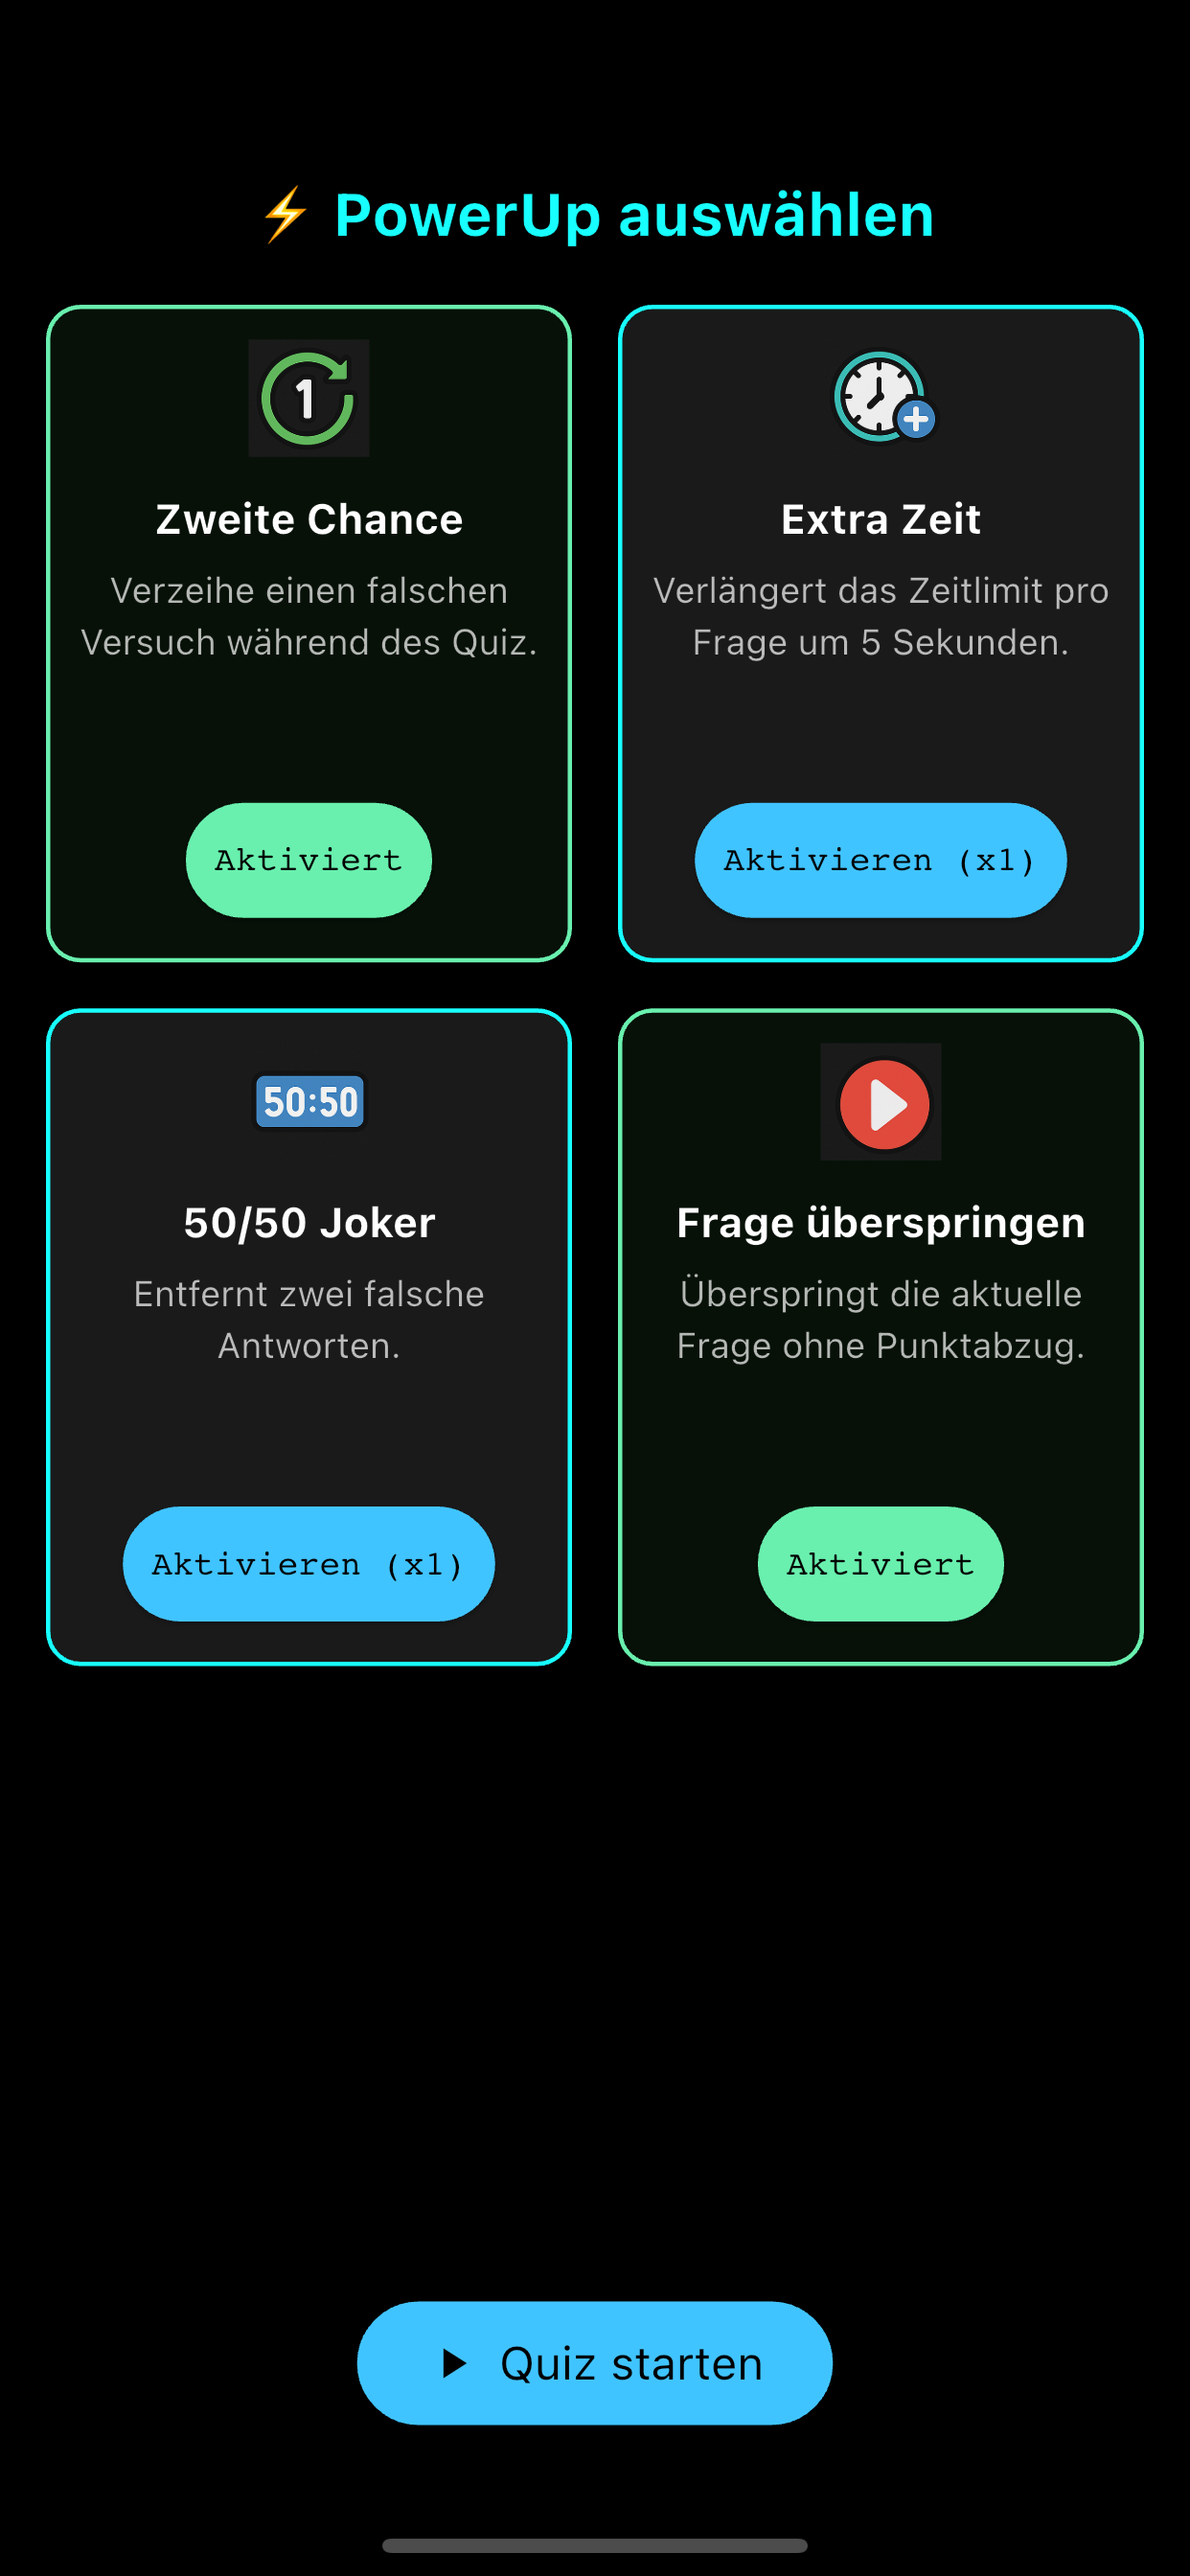 ⚡ PowerUp auswählen
1
Zweite Chance
Verzeihe einen falschen
Versuch während des Quiz.
Aktiviert
Extra Zeit
Verlängert das Zeitlimit pro
Frage um 5 Sekunden.
Aktivieren (x1)
50:50
50/50 Joker
Entfernt zwei falsche
Antworten.
Aktivieren (x1)
Frage überspringen
Überspringt die aktuelle
Frage ohne Punktabzug.
Aktiviert
Quiz starten